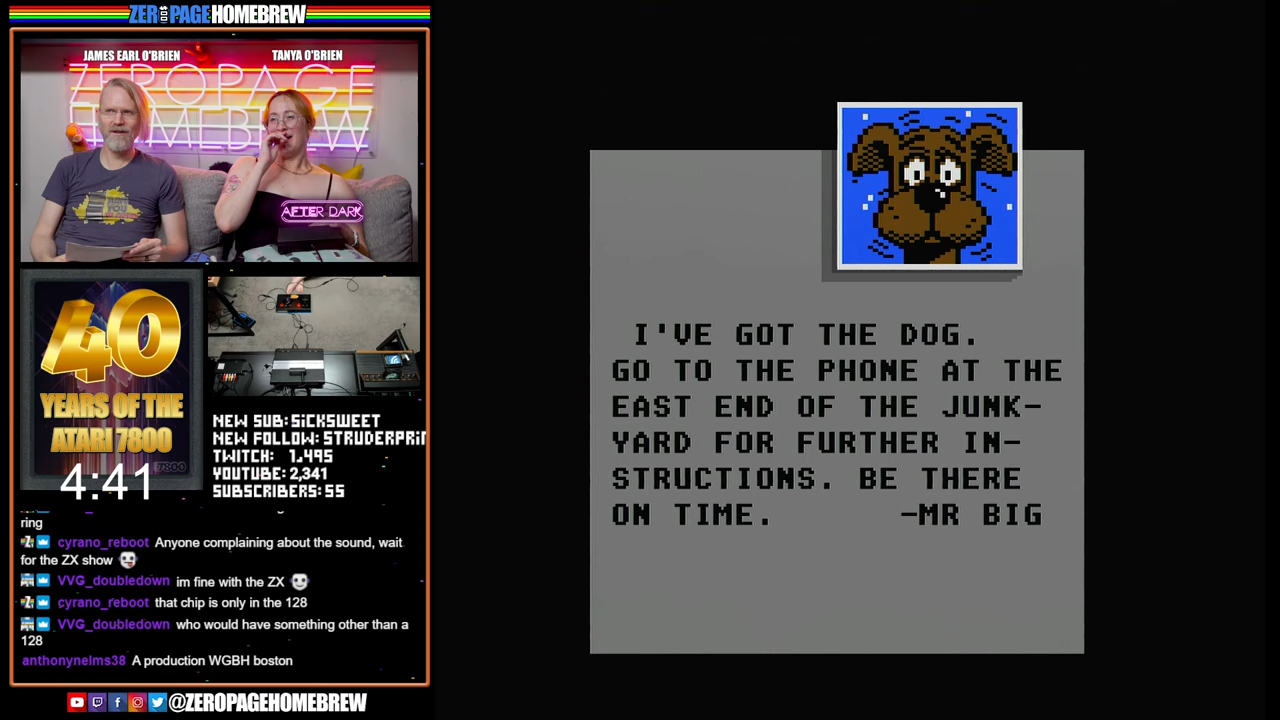 ZEROPAGE HOMEBREW
JAMES EARL O'BRIEN
TANYA O'BRIEN
ZEROPAGE
HOMEBREW
AFTER DARK
40
YEARS OF THE
ATARI 7800
7800
4:41
NEW SUB: SICKSWEET
NEW FOLLOW: STRUDERPRI
TWITCH: 1,495
YOUTUBE: 2,341
SUBSCRIBERS: 55
ring
cyrano_reboot Anyone complaining about the sound, wait
for the ZX show
VVG_doubledown im fine with the ZX
cyrano_reboot that chip is only in the 128
VVG_doubledown who would have something other than a
128
anthonynelms38 A production WGBH boston
@ZEROPAGEHOMEBREW
I'VE GOT THE DOG.
GO TO THE PHONE AT THE
EAST END OF THE JUNK-
YARD FOR FURTHER IN-
STRUCTIONS. BE THERE
ON TIME. -MR BIG